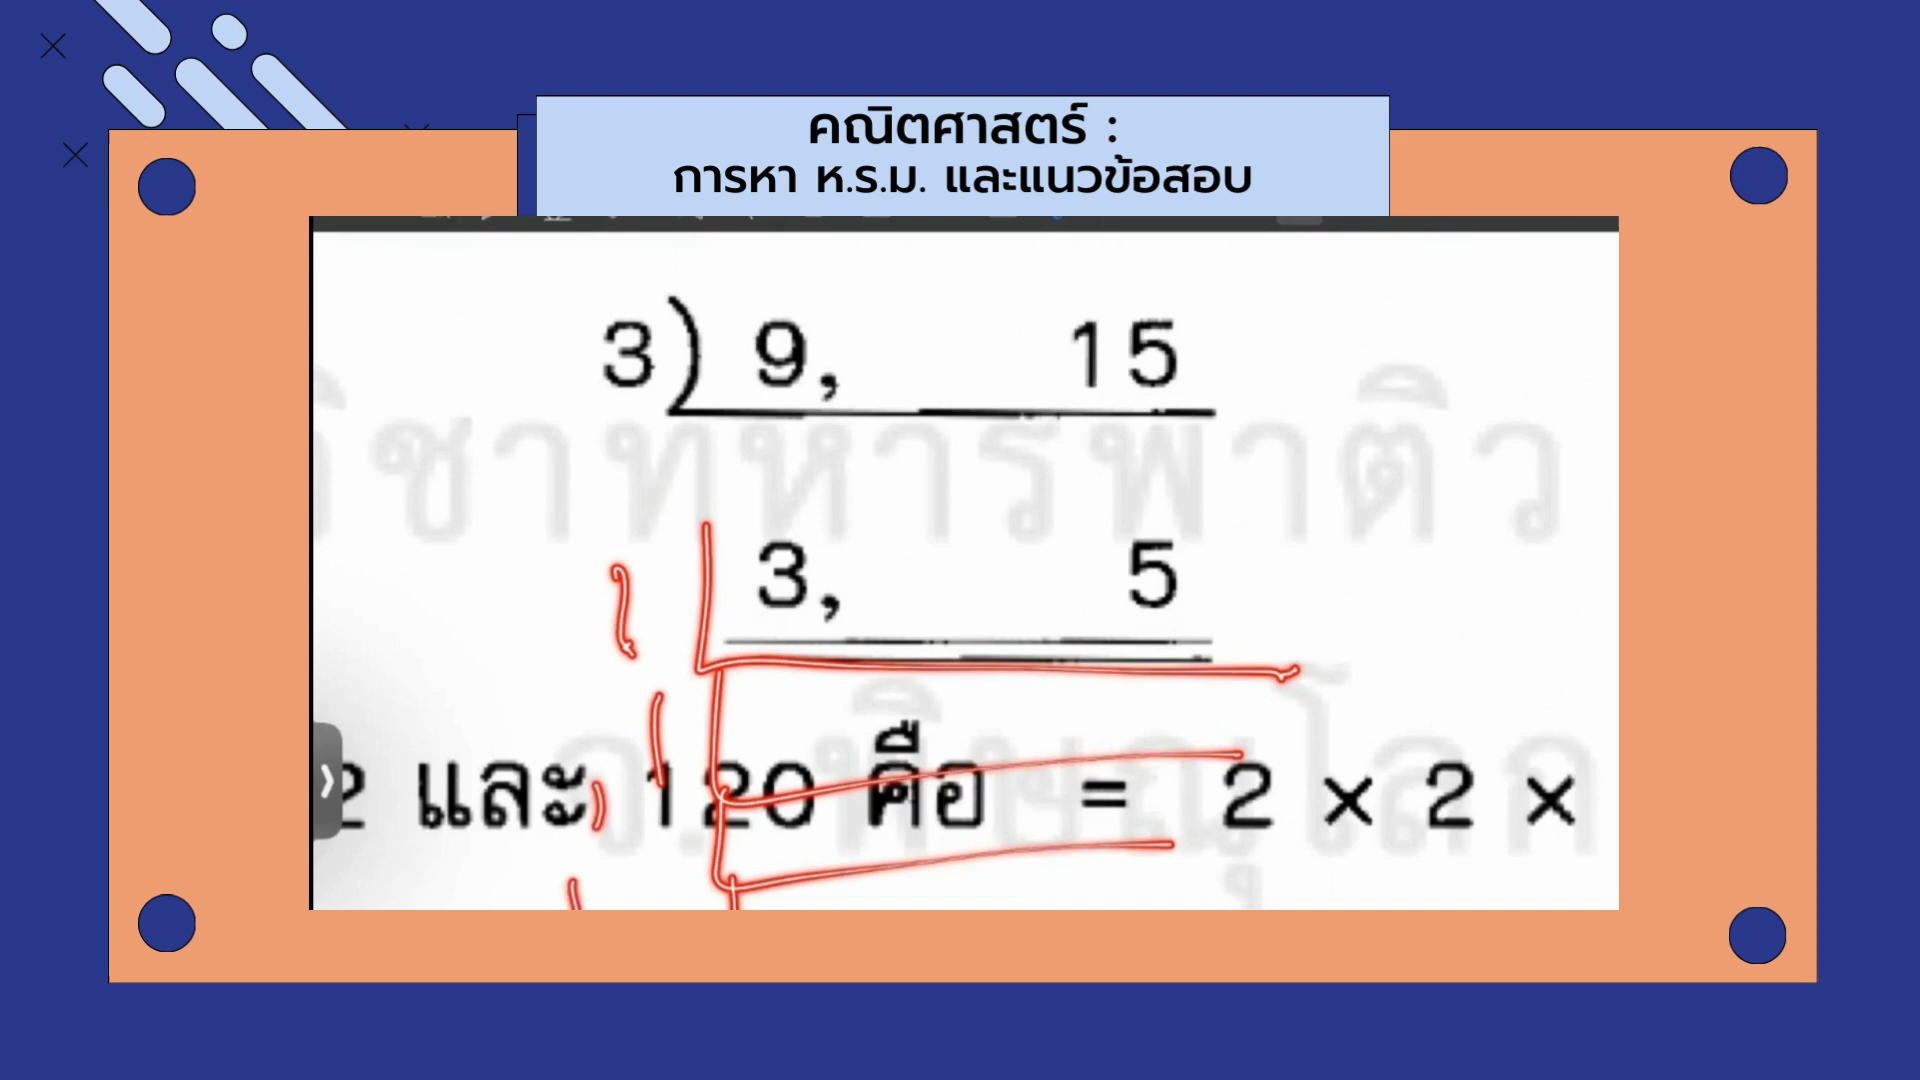 คณิตศาสตร์ :
การหา ห.ร.ม. และแนวข้อสอบ
3) 9, 15
3, 5
2 และ 120 คือ = 2 × 2 ×